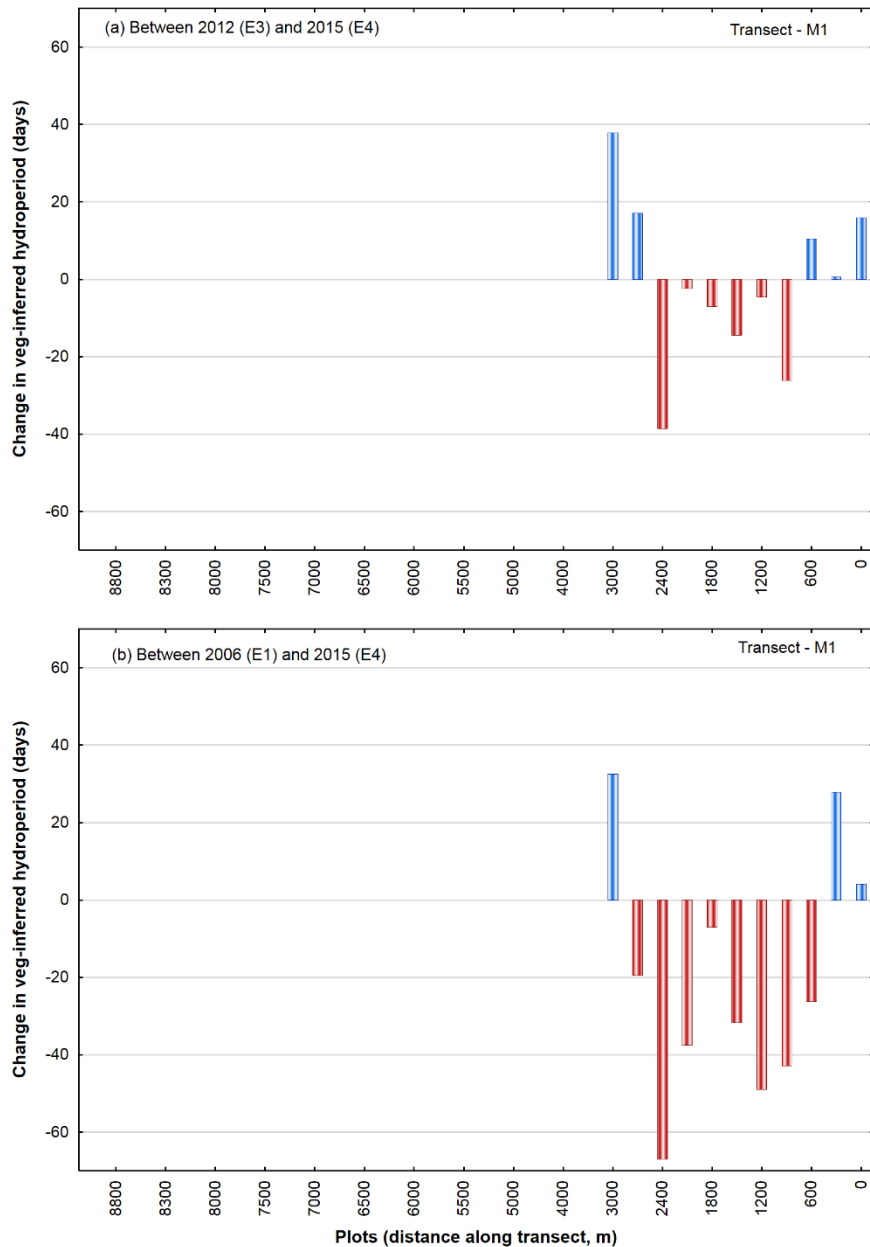 (a) Between 2012 (E3) and 2015 (E4)
Transect - M1
Change in veg-inferred hydroperiod (days)
60
40
20
0
-20
-40
-60
8800 8300 8000 7500 7000 6500 6000 5500 5000 4000 3000 2400 1800 1200 600 0
(b) Between 2006 (E1) and 2015 (E4)
Transect - M1
Change in veg-inferred hydroperiod (days)
60
40
20
0
-20
-40
-60
8800 8300 8000 7500 7000 6500 6000 5500 5000 4000 3000 2400 1800 1200 600 0
Plots (distance along transect, m)